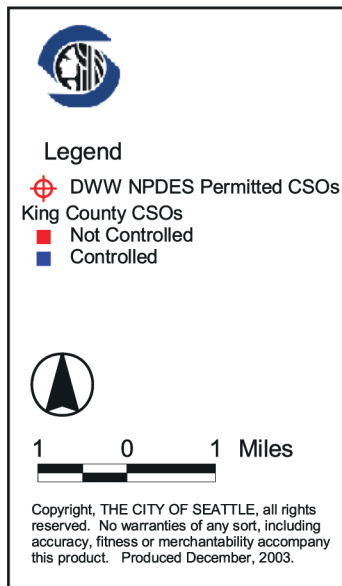 Legend
DWW NPDES Permitted CSOs
King County CSOs
Not Controlled
Controlled
1 0 1 Miles
Copyright, THE CITY OF SEATTLE, all rights
reserved. No warranties of any sort, including
accuracy, fitness or merchantability accompany
this product. Produced December, 2003.